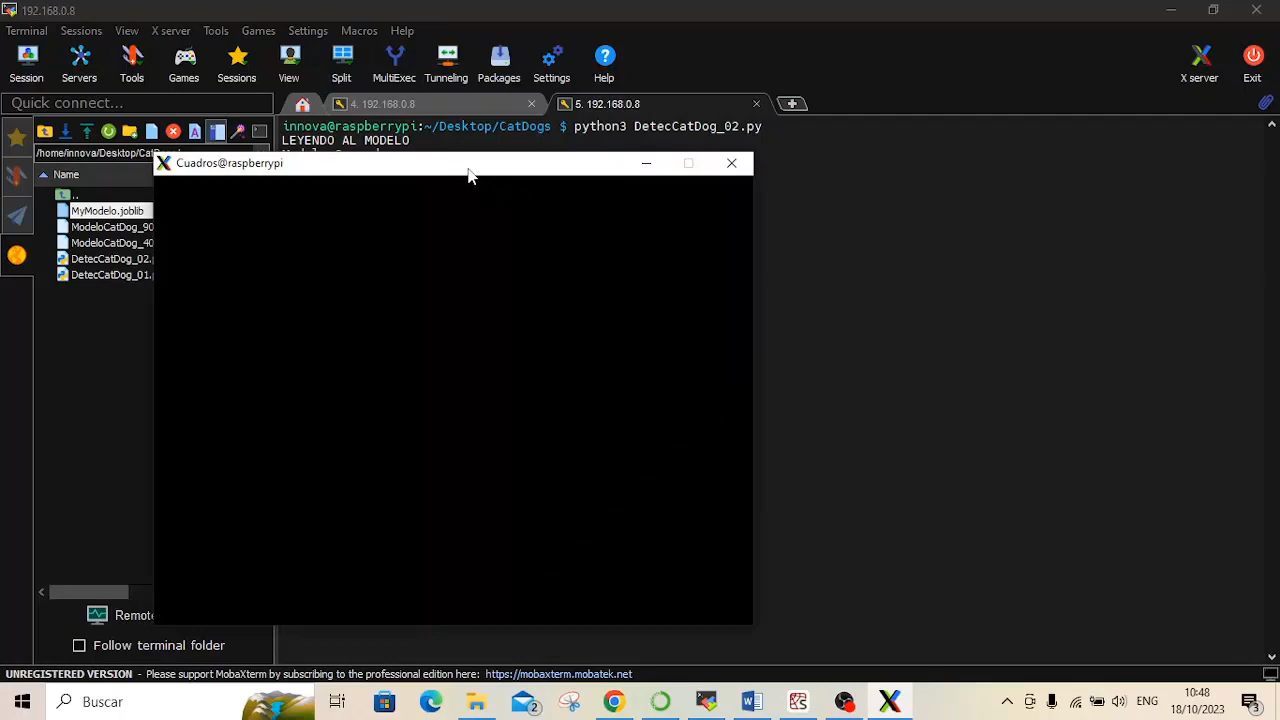 192.168.0.8
Terminal Sessions View X server Tools Games Settings Macros Help
Session Servers Tools Games Sessions View Split MultiExec Tunneling Packages Settings Help X server Exit
Quick connect...
4. 192.168.0.8
5. 192.168.0.8
/home/innova/Desktop/CatD
Name
..
MyModelo.joblib
ModeloCatDog_90
ModeloCatDog_40
DetecCatDog_02.
DetecCatDog_01.
innova@raspberrypi:~/Desktop/CatDogs $ python3 DetecCatDog_02.py
LEYENDO AL MODELO
Cuadros@raspberrypi
Remote
Follow terminal folder
UNREGISTERED VERSION - Please support MobaXterm by subscribing to the professional edition here: https://mobaxterm.mobatek.net
Buscar
2
ENG
10:48
18/10/2023
3